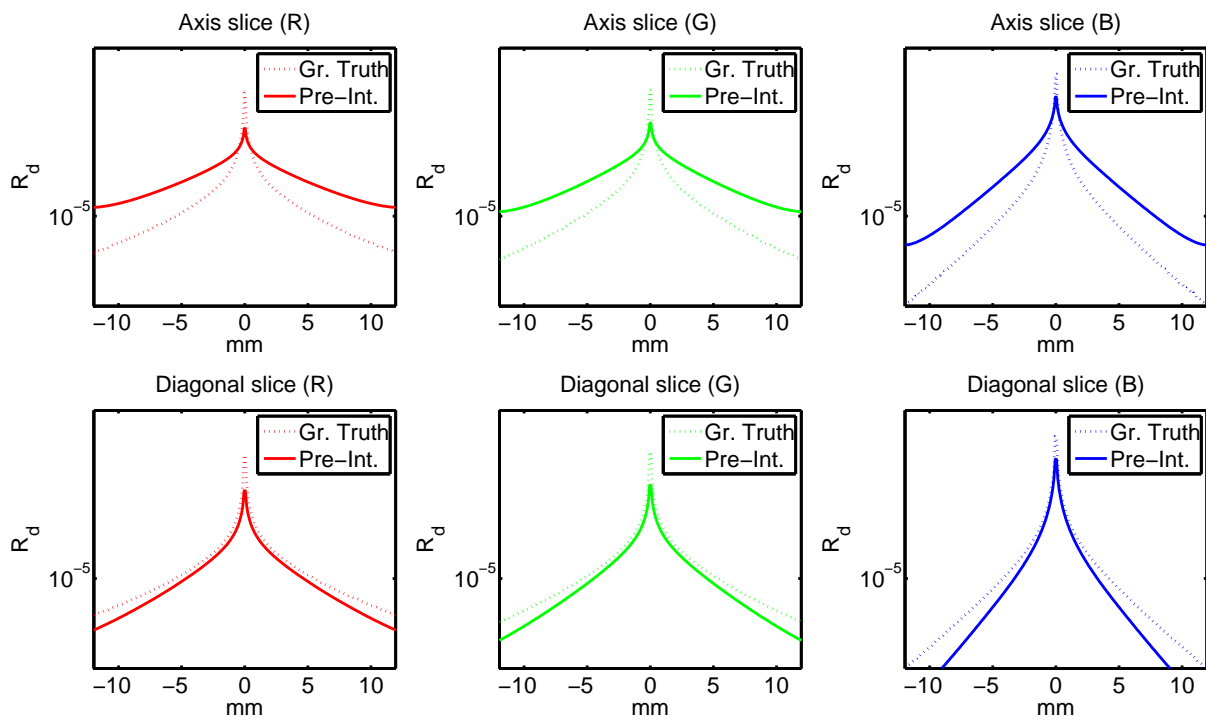 Axis slice (R)
Gr. Truth
Pre−Int.
R_d
10^−5
−10 −5 0 5 10
mm
Axis slice (G)
Gr. Truth
Pre−Int.
R_d
10^−5
−10 −5 0 5 10
mm
Axis slice (B)
Gr. Truth
Pre−Int.
R_d
10^−5
−10 −5 0 5 10
mm
Diagonal slice (R)
Gr. Truth
Pre−Int.
R_d
10^−5
−10 −5 0 5 10
mm
Diagonal slice (G)
Gr. Truth
Pre−Int.
R_d
10^−5
−10 −5 0 5 10
mm
Diagonal slice (B)
Gr. Truth
Pre−Int.
R_d
10^−5
−10 −5 0 5 10
mm